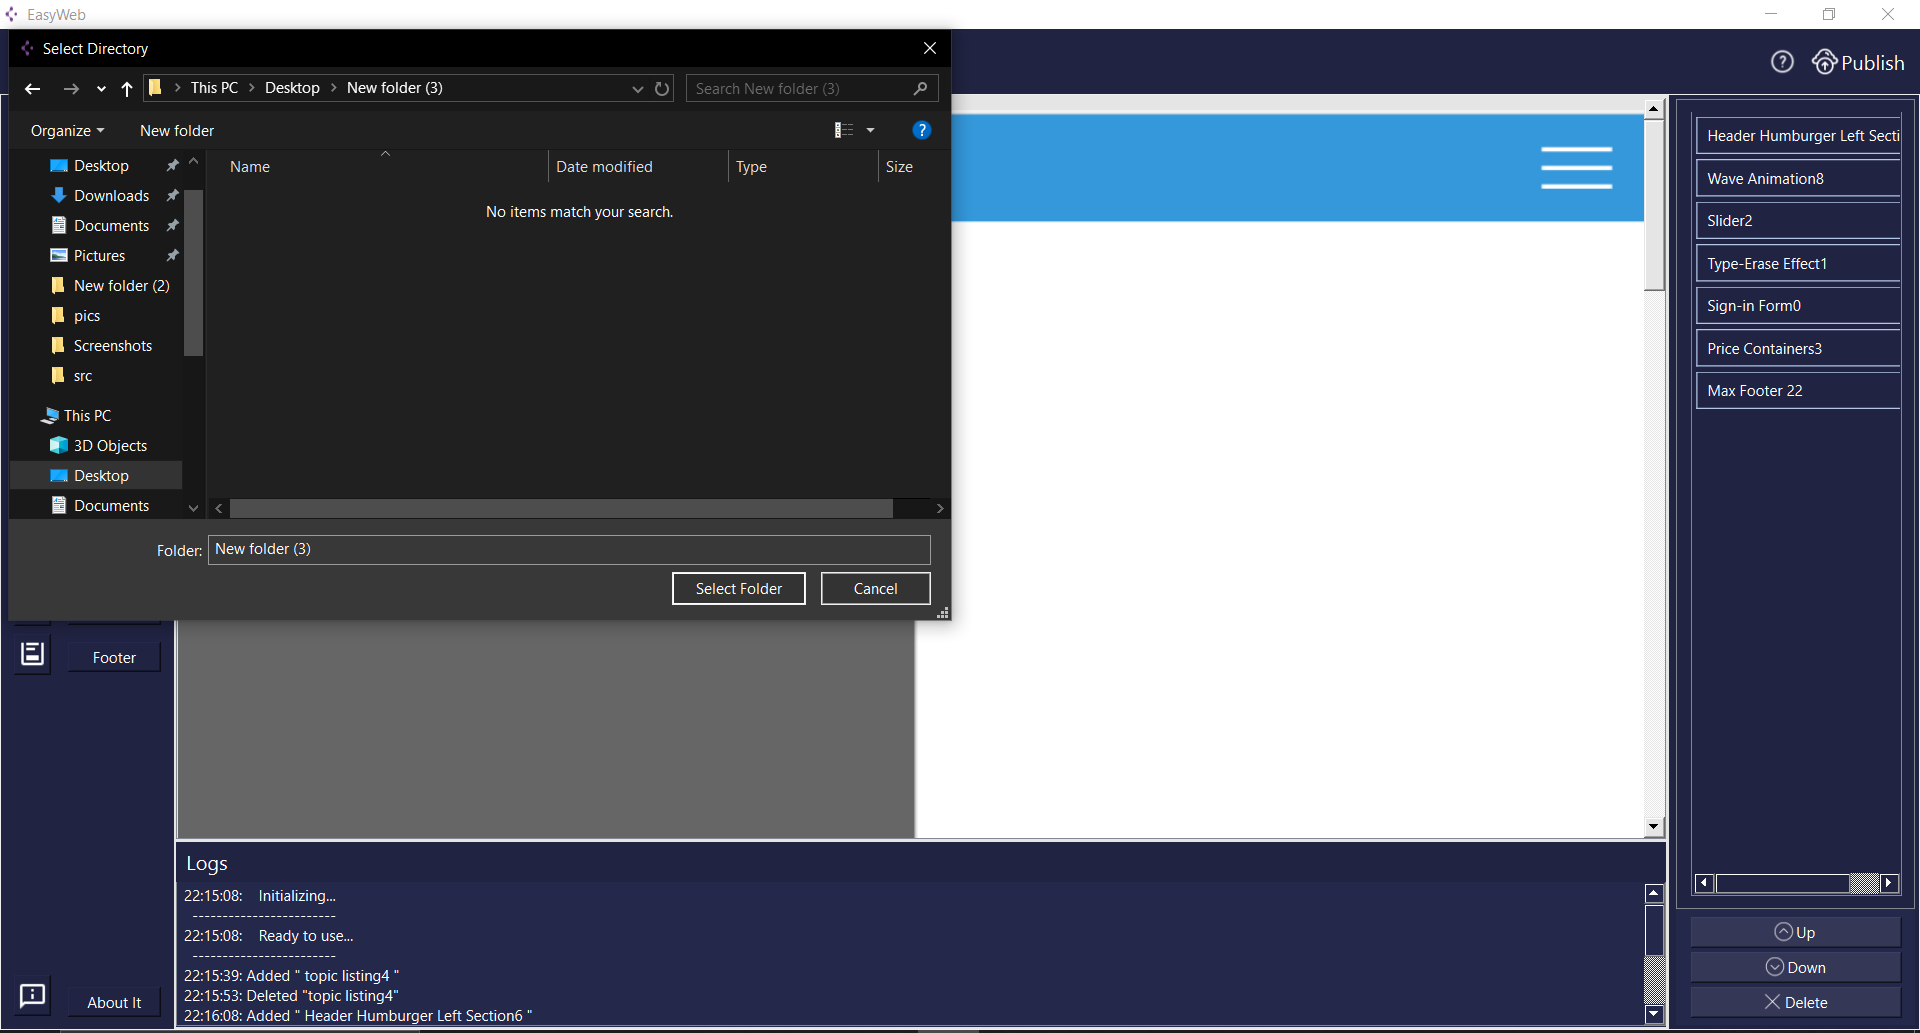 EasyWeb
Select Directory
This PC > Desktop > New folder (3)
Search New folder (3)
Organize
New folder
Desktop
Downloads
Documents
Pictures
New folder (2)
pics
Screenshots
src
This PC
3D Objects
Desktop
Documents
Name Date modified Type Size
No items match your search.
Folder: New folder (3)
Select Folder Cancel
? Publish
Header Humburger Left Secti
Wave Animation8
Slider2
Type-Erase Effect1
Sign-in Form0
Price Containers3
Max Footer 22
Up
Down
Delete
Footer
About It
Logs
22:15:08: Initializing...
------------------------
22:15:08: Ready to use...
------------------------
22:15:39: Added " topic listing4 "
22:15:53: Deleted "topic listing4"
22:16:08: Added " Header Humburger Left Section6 "